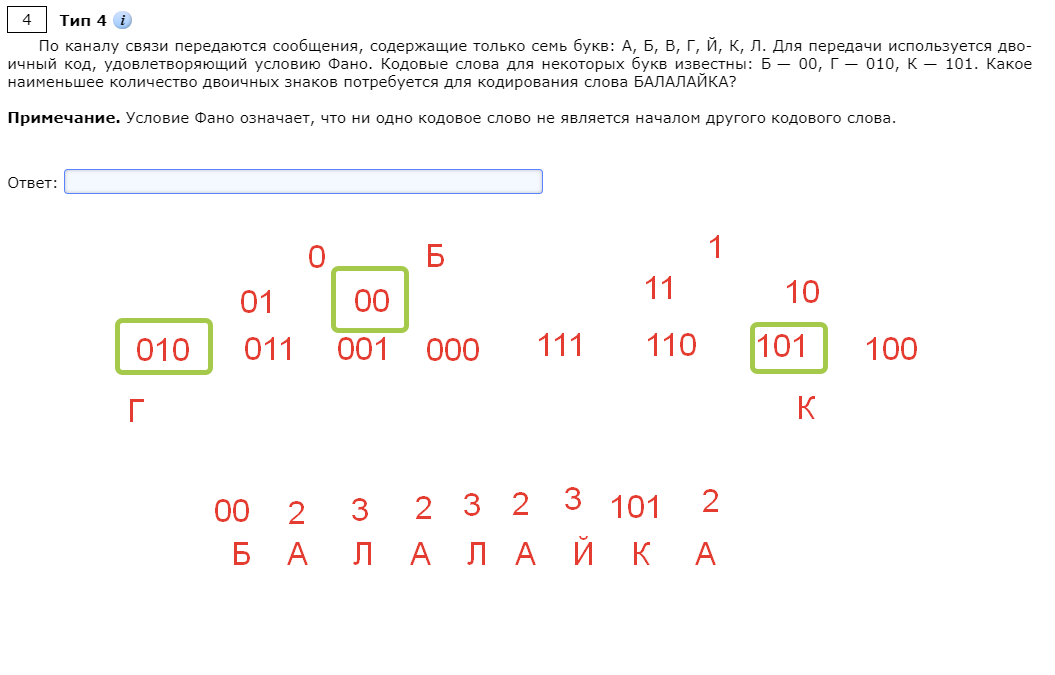 4 Тип 4 i
По каналу связи передаются сообщения, содержащие только семь букв: А, Б, В, Г, Й, К, Л. Для передачи используется дво-
ичный код, удовлетворяющий условию Фано. Кодовые слова для некоторых букв известны: Б — 00, Г — 010, К — 101. Какое
наименьшее количество двоичных знаков потребуется для кодирования слова БАЛАЛАЙКА?
Примечание. Условие Фано означает, что ни одно кодовое слово не является началом другого кодового слова.
Ответ:
0 Б 1
01 00 11 10
010 011 001 000 111 110 101 100
Г К
00 2 3 2 3 2 3 101 2
Б А Л А Л А Й К А